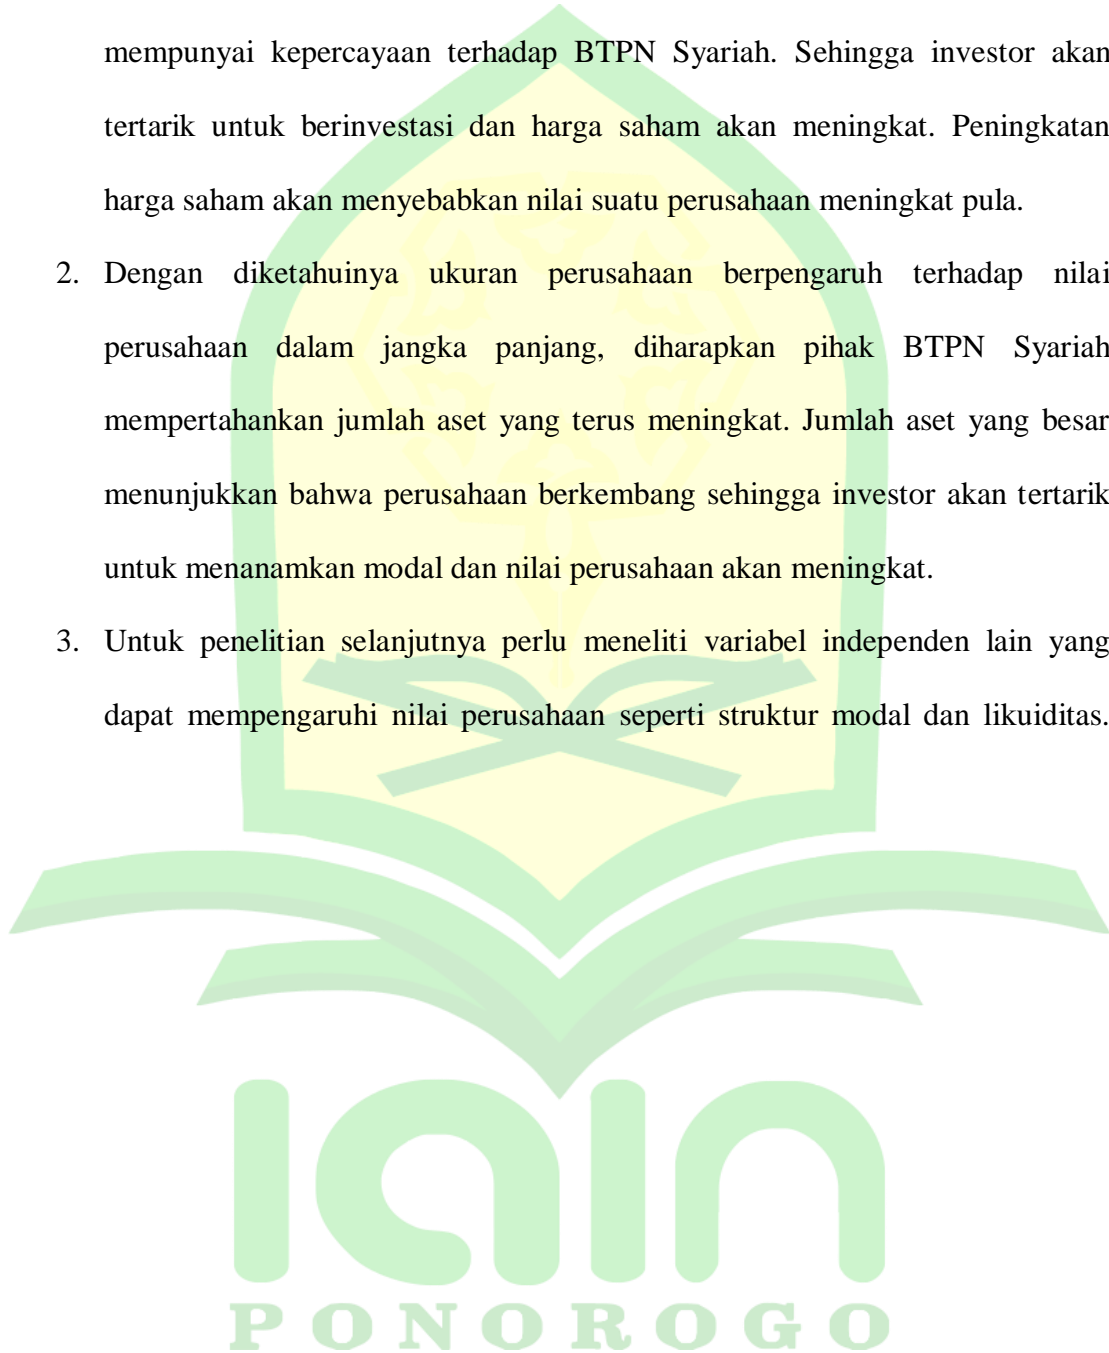 mempunyai kepercayaan terhadap BTPN Syariah. Sehingga investor akan
tertarik untuk berinvestasi dan harga saham akan meningkat. Peningkatan
harga saham akan menyebabkan nilai suatu perusahaan meningkat pula.
2. Dengan diketahuinya ukuran perusahaan berpengaruh terhadap nilai
perusahaan dalam jangka panjang, diharapkan pihak BTPN Syariah
mempertahankan jumlah aset yang terus meningkat. Jumlah aset yang besar
menunjukkan bahwa perusahaan berkembang sehingga investor akan tertarik
untuk menanamkan modal dan nilai perusahaan akan meningkat.
3. Untuk penelitian selanjutnya perlu meneliti variabel independen lain yang
dapat mempengaruhi nilai perusahaan seperti struktur modal dan likuiditas.
iain
PONOROGO